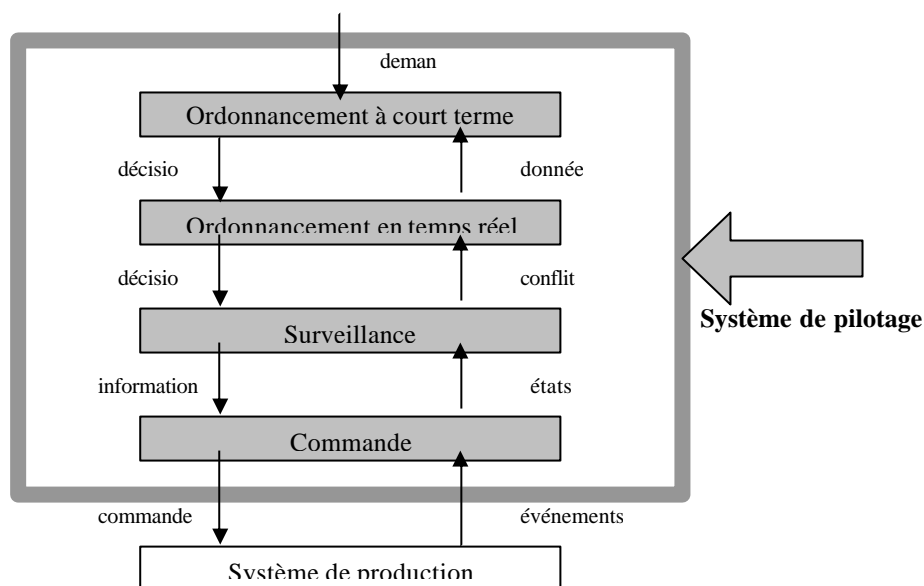 deman
Ordonnancement à court terme
décisio
donnée
Ordonnancement en temps réel
décisio
conflit
Système de pilotage
Surveillance
information
états
Commande
commande
événements
Système de production